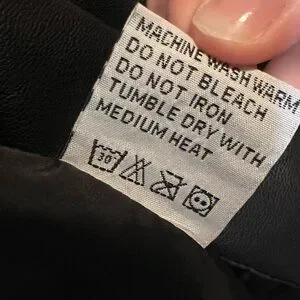 MACHINE WASH WARM
DO NOT BLEACH
DO NOT IRON
TUMBLE DRY WITH
MEDIUM HEAT
30